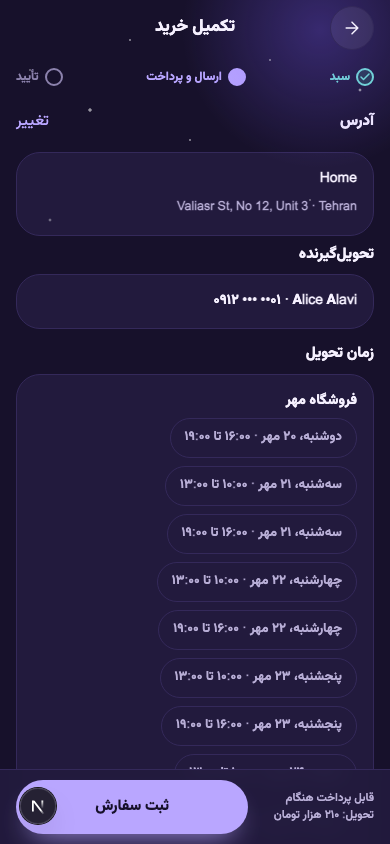 تکمیل خرید
سبد
ارسال و پرداخت
تأیید
آدرس
تغییر
Home
Valiasr St, No 12, Unit 3 · Tehran
تحویل‌گیرنده
Alice Alavi · ۰۹۱۲ ••• ••۰۱
زمان تحویل
فروشگاه مهر
دوشنبه، ۲۰ مهر · ۱۶:۰۰ تا ۱۹:۰۰
سه‌شنبه، ۲۱ مهر · ۱۰:۰۰ تا ۱۳:۰۰
سه‌شنبه، ۲۱ مهر · ۱۶:۰۰ تا ۱۹:۰۰
چهارشنبه، ۲۲ مهر · ۱۰:۰۰ تا ۱۳:۰۰
چهارشنبه، ۲۲ مهر · ۱۶:۰۰ تا ۱۹:۰۰
پنجشنبه، ۲۳ مهر · ۱۰:۰۰ تا ۱۳:۰۰
پنجشنبه، ۲۳ مهر · ۱۶:۰۰ تا ۱۹:۰۰
قابل پرداخت هنگام
تحویل: ۲۱۰ هزار تومان
ثبت سفارش
N